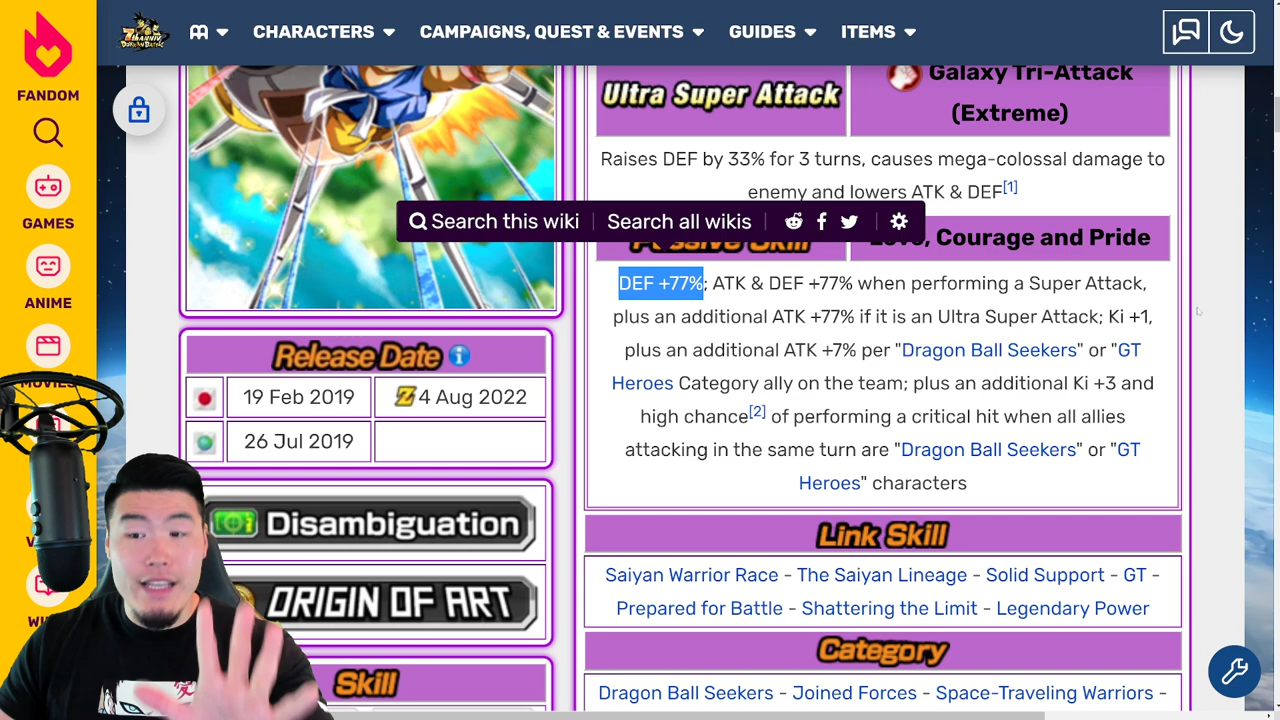 CHARACTERS
CAMPAIGNS, QUEST & EVENTS
GUIDES
ITEMS
FANDOM
GAMES
ANIME
MOVIES
Ultra Super Attack
Galaxy Tri-Attack
(Extreme)
Raises DEF by 33% for 3 turns, causes mega-colossal damage to
enemy and lowers ATK & DEF[1]
Search this wiki
Search all wikis
Passive Skill
Love, Courage and Pride
DEF +77%; ATK & DEF +77% when performing a Super Attack,
plus an additional ATK +77% if it is an Ultra Super Attack; Ki +1,
plus an additional ATK +7% per "Dragon Ball Seekers" or "GT
Heroes Category ally on the team; plus an additional Ki +3 and
high chance[2] of performing a critical hit when all allies
attacking in the same turn are "Dragon Ball Seekers" or "GT
Heroes" characters
Release Date
19 Feb 2019
Z 4 Aug 2022
26 Jul 2019
Disambiguation
ORIGIN OF ART
Skill
Link Skill
Saiyan Warrior Race - The Saiyan Lineage - Solid Support - GT -
Prepared for Battle - Shattering the Limit - Legendary Power
Category
Dragon Ball Seekers - Joined Forces - Space-Traveling Warriors -